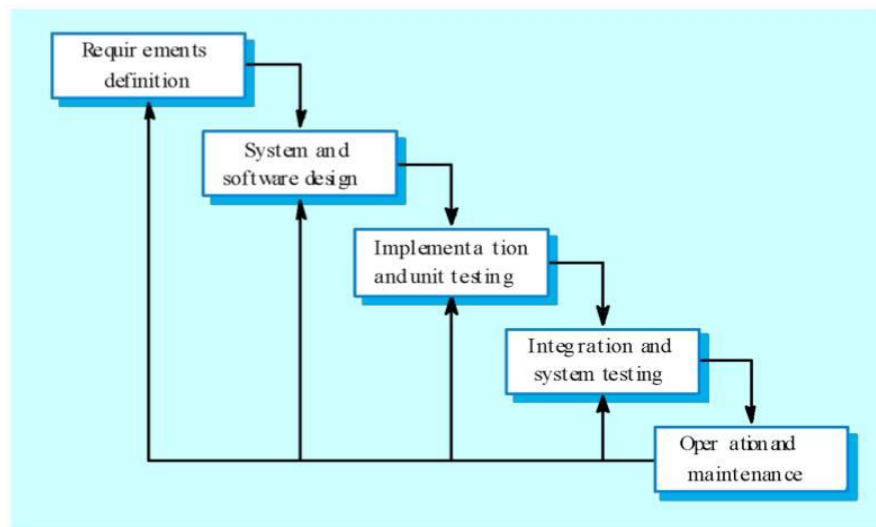 Requir ements
definition
System and
software design
Implementa tion
and unit testing
Integration and
system testing
Oper ation and
maintenance